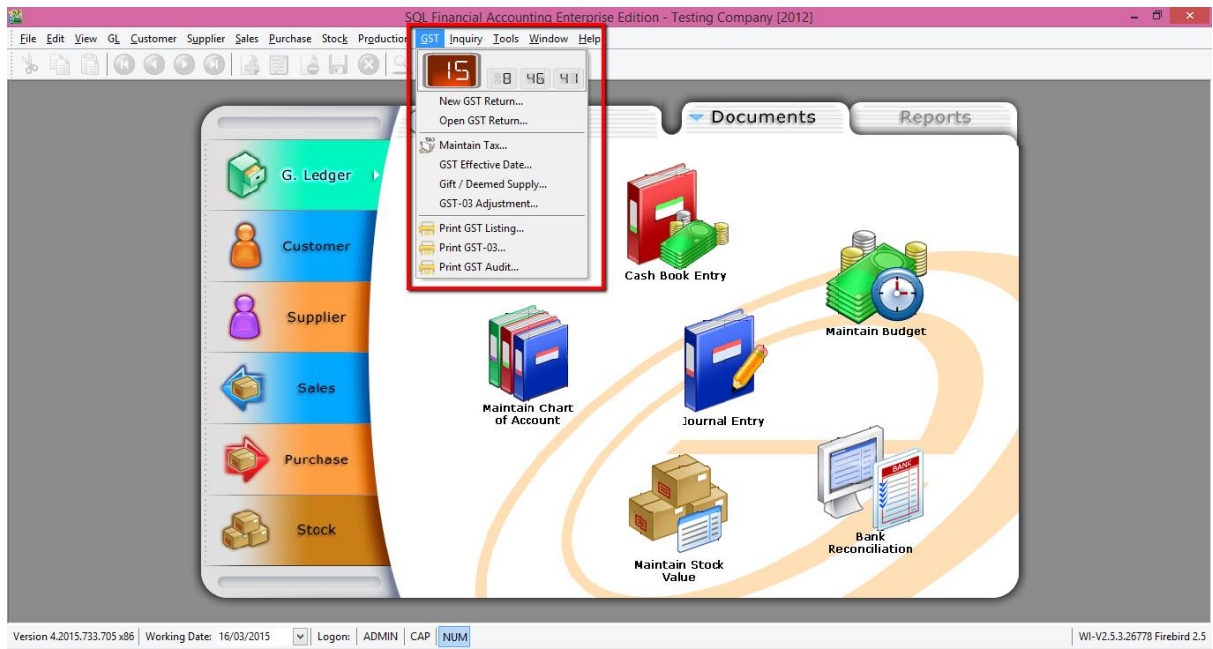 SQL Financial Accounting Enterprise Edition - Testing Company [2012]
File Edit View GL Customer Supplier Sales Purchase Stock Production GST Inquiry Tools Window Help
15 8 46 41
New GST Return...
Open GST Return...
Maintain Tax...
GST Effective Date...
Gift / Deemed Supply...
GST-03 Adjustment...
Print GST Listing...
Print GST-03...
Print GST Audit...
Documents
Reports
G. Ledger
Customer
Supplier
Sales
Purchase
Stock
Cash Book Entry
Maintain Budget
Maintain Chart
of Account
Journal Entry
BANK
Bank
Reconciliation
Maintain Stock
Value
Version 4.2015.733.705 x86 Working Date: 16/03/2015 Logon: ADMIN CAP NUM WI-V2.5.3.26778 Firebird 2.5